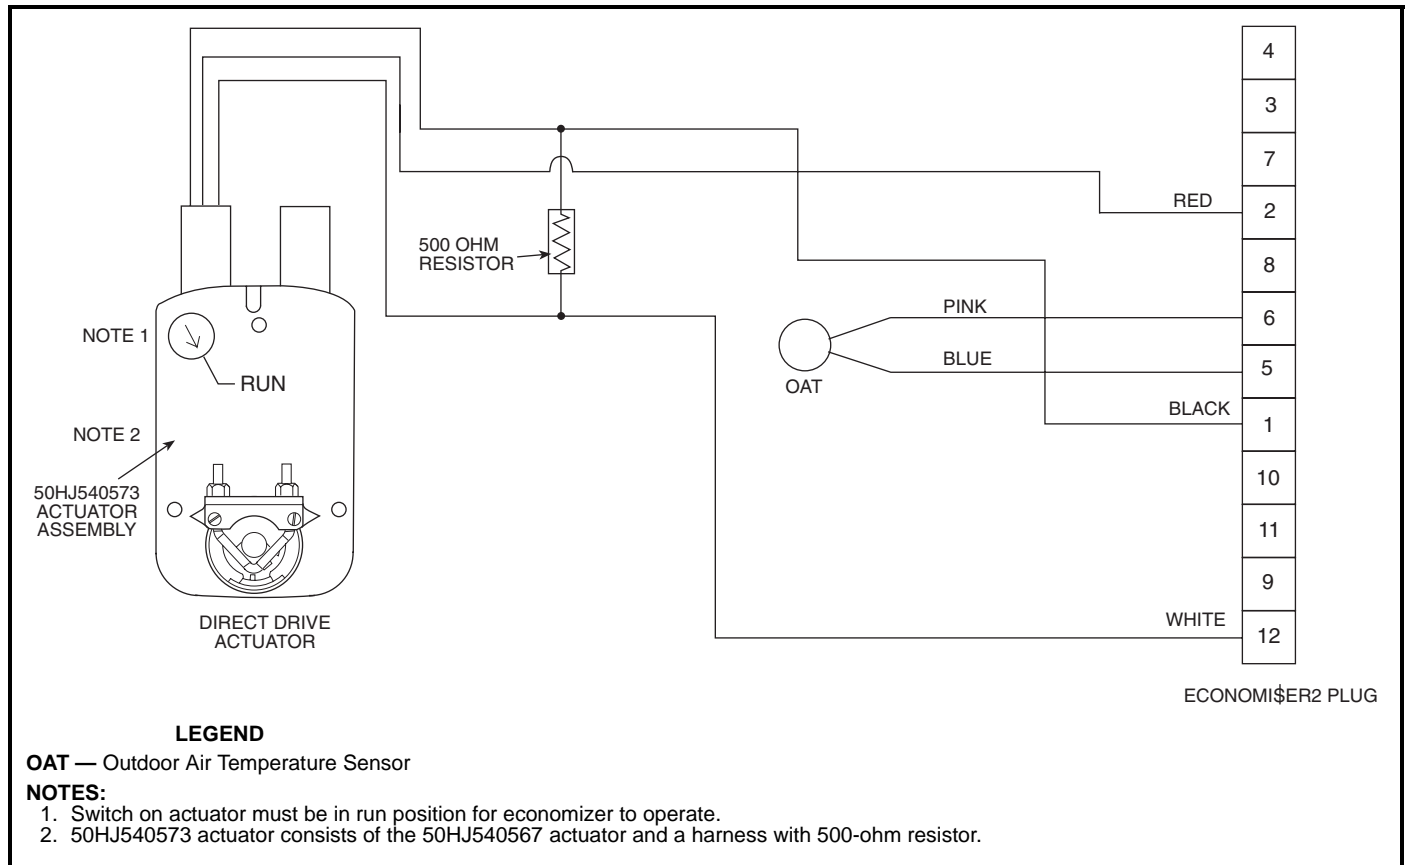 4
3
7
RED
2
8
500 OHM
RESISTOR
PINK
6
NOTE 1
BLUE
5
RUN
OAT
BLACK
1
NOTE 2
10
50HJ540573
ACTUATOR
ASSEMBLY
11
9
WHITE
12
DIRECT DRIVE
ACTUATOR
ECONOMI$ER2 PLUG
LEGEND
OAT — Outdoor Air Temperature Sensor
NOTES:
1. Switch on actuator must be in run position for economizer to operate.
2. 50HJ540573 actuator consists of the 50HJ540567 actuator and a harness with 500-ohm resistor.